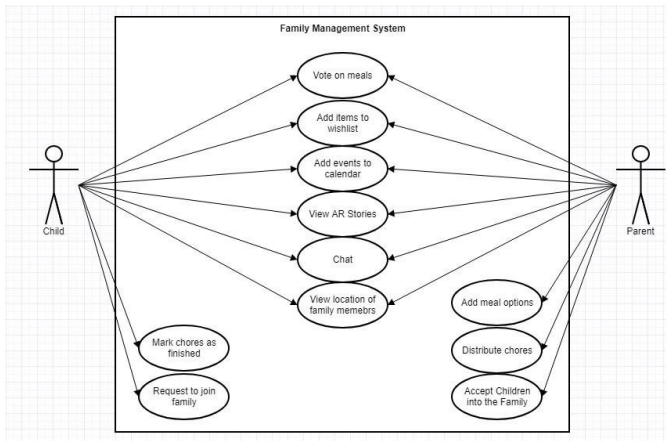 Family Management System
Vote on meals
Add items to
wishlist
Add events to
calendar
View AR Stories
Child
Parent
Chat
View location of
family memebrs
Add meal options
Mark chores as
finished
Distribute chores
Request to join
family
Accept Children
into the Family